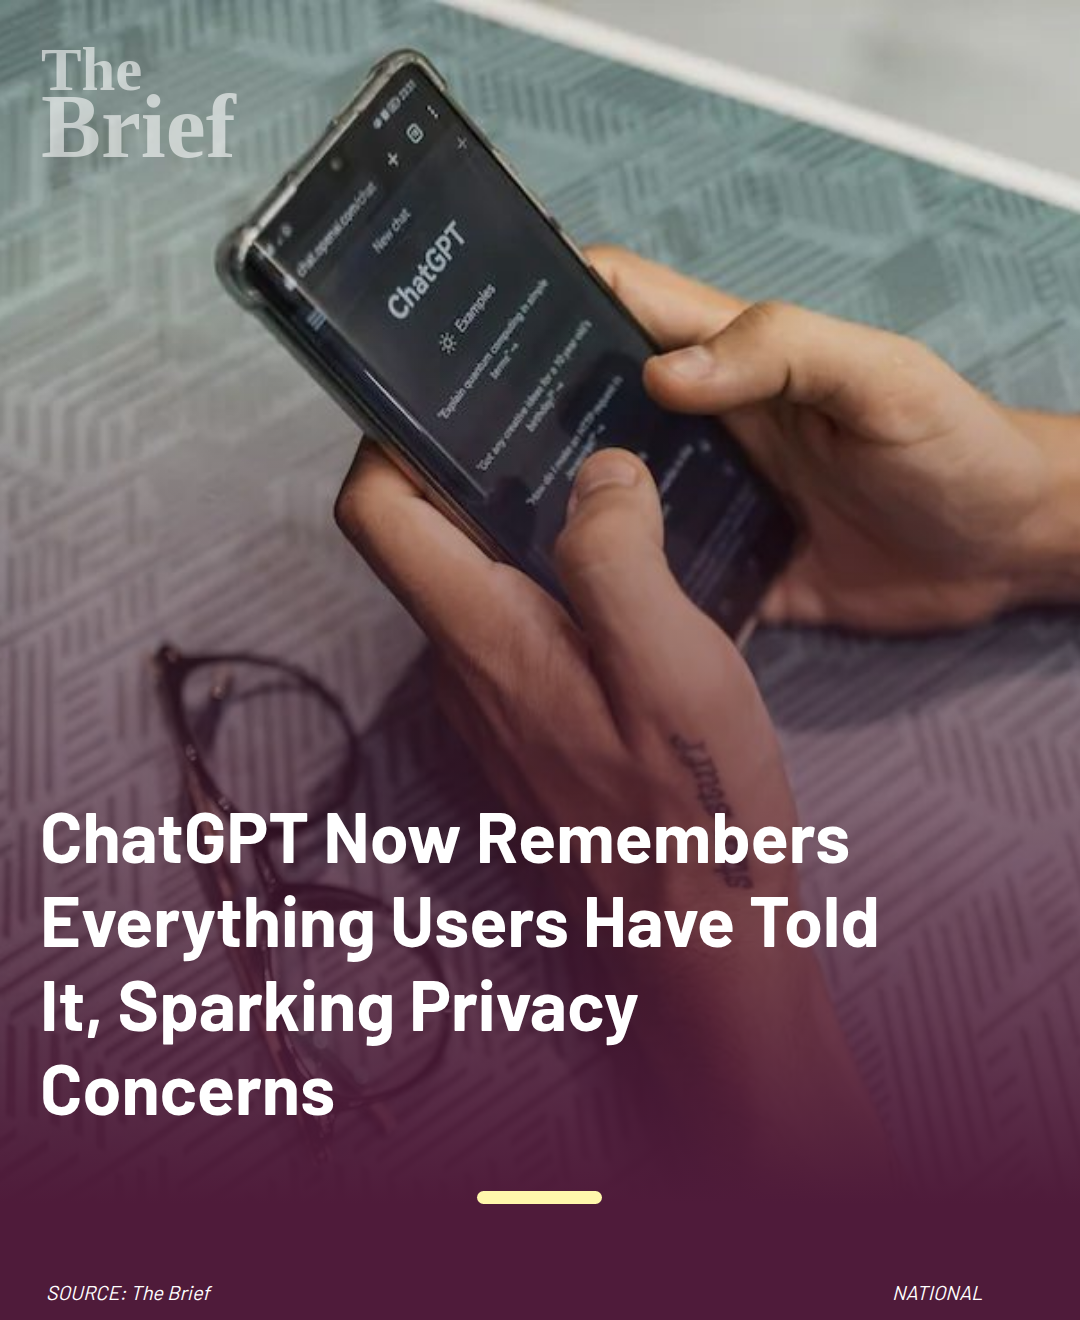 The
Brief
chat.openai.com/chat
New chat
ChatGPT
Examples
"Explain quantum computing in simple
terms" →
"Got any creative ideas for a 10 year old's
birthday?" →
"How do I make an HTTP request in
ChatGPT Now Remembers
Everything Users Have Told
It, Sparking Privacy
Concerns
SOURCE: The Brief
NATIONAL